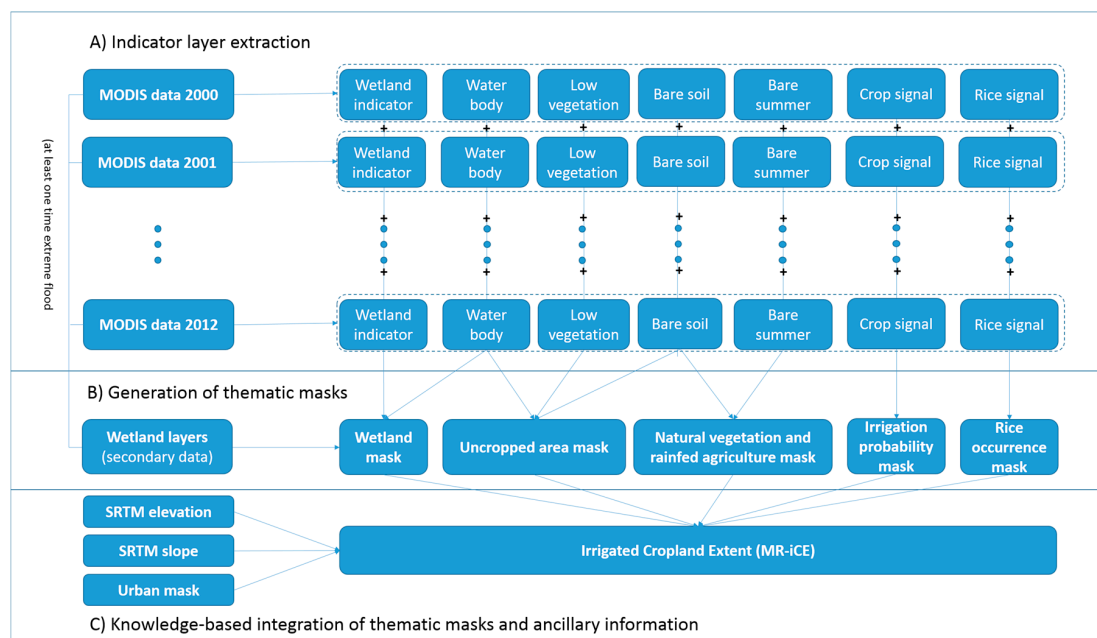 A) Indicator layer extraction
MODIS data 2000
Wetland
indicator
Water
body
Low
vegetation
Bare soil
Bare
summer
Crop signal
Rice signal
+ + + + + + +
MODIS data 2001
Wetland
indicator
Water
body
Low
vegetation
Bare soil
Bare
summer
Crop signal
Rice signal
+ + + + + + +
+ + + + + + +
(at least one time extreme flood
MODIS data 2012
Wetland
indicator
Water
body
Low
vegetation
Bare soil
Bare
summer
Crop signal
Rice signal
B) Generation of thematic masks
Wetland layers
(secondary data)
Wetland
mask
Uncropped area mask
Natural vegetation and
rainfed agriculture mask
Irrigation
probability
mask
Rice
occurrence
mask
SRTM elevation
SRTM slope
Urban mask
Irrigated Cropland Extent (MR-iCE)
C) Knowledge-based integration of thematic masks and ancillary information